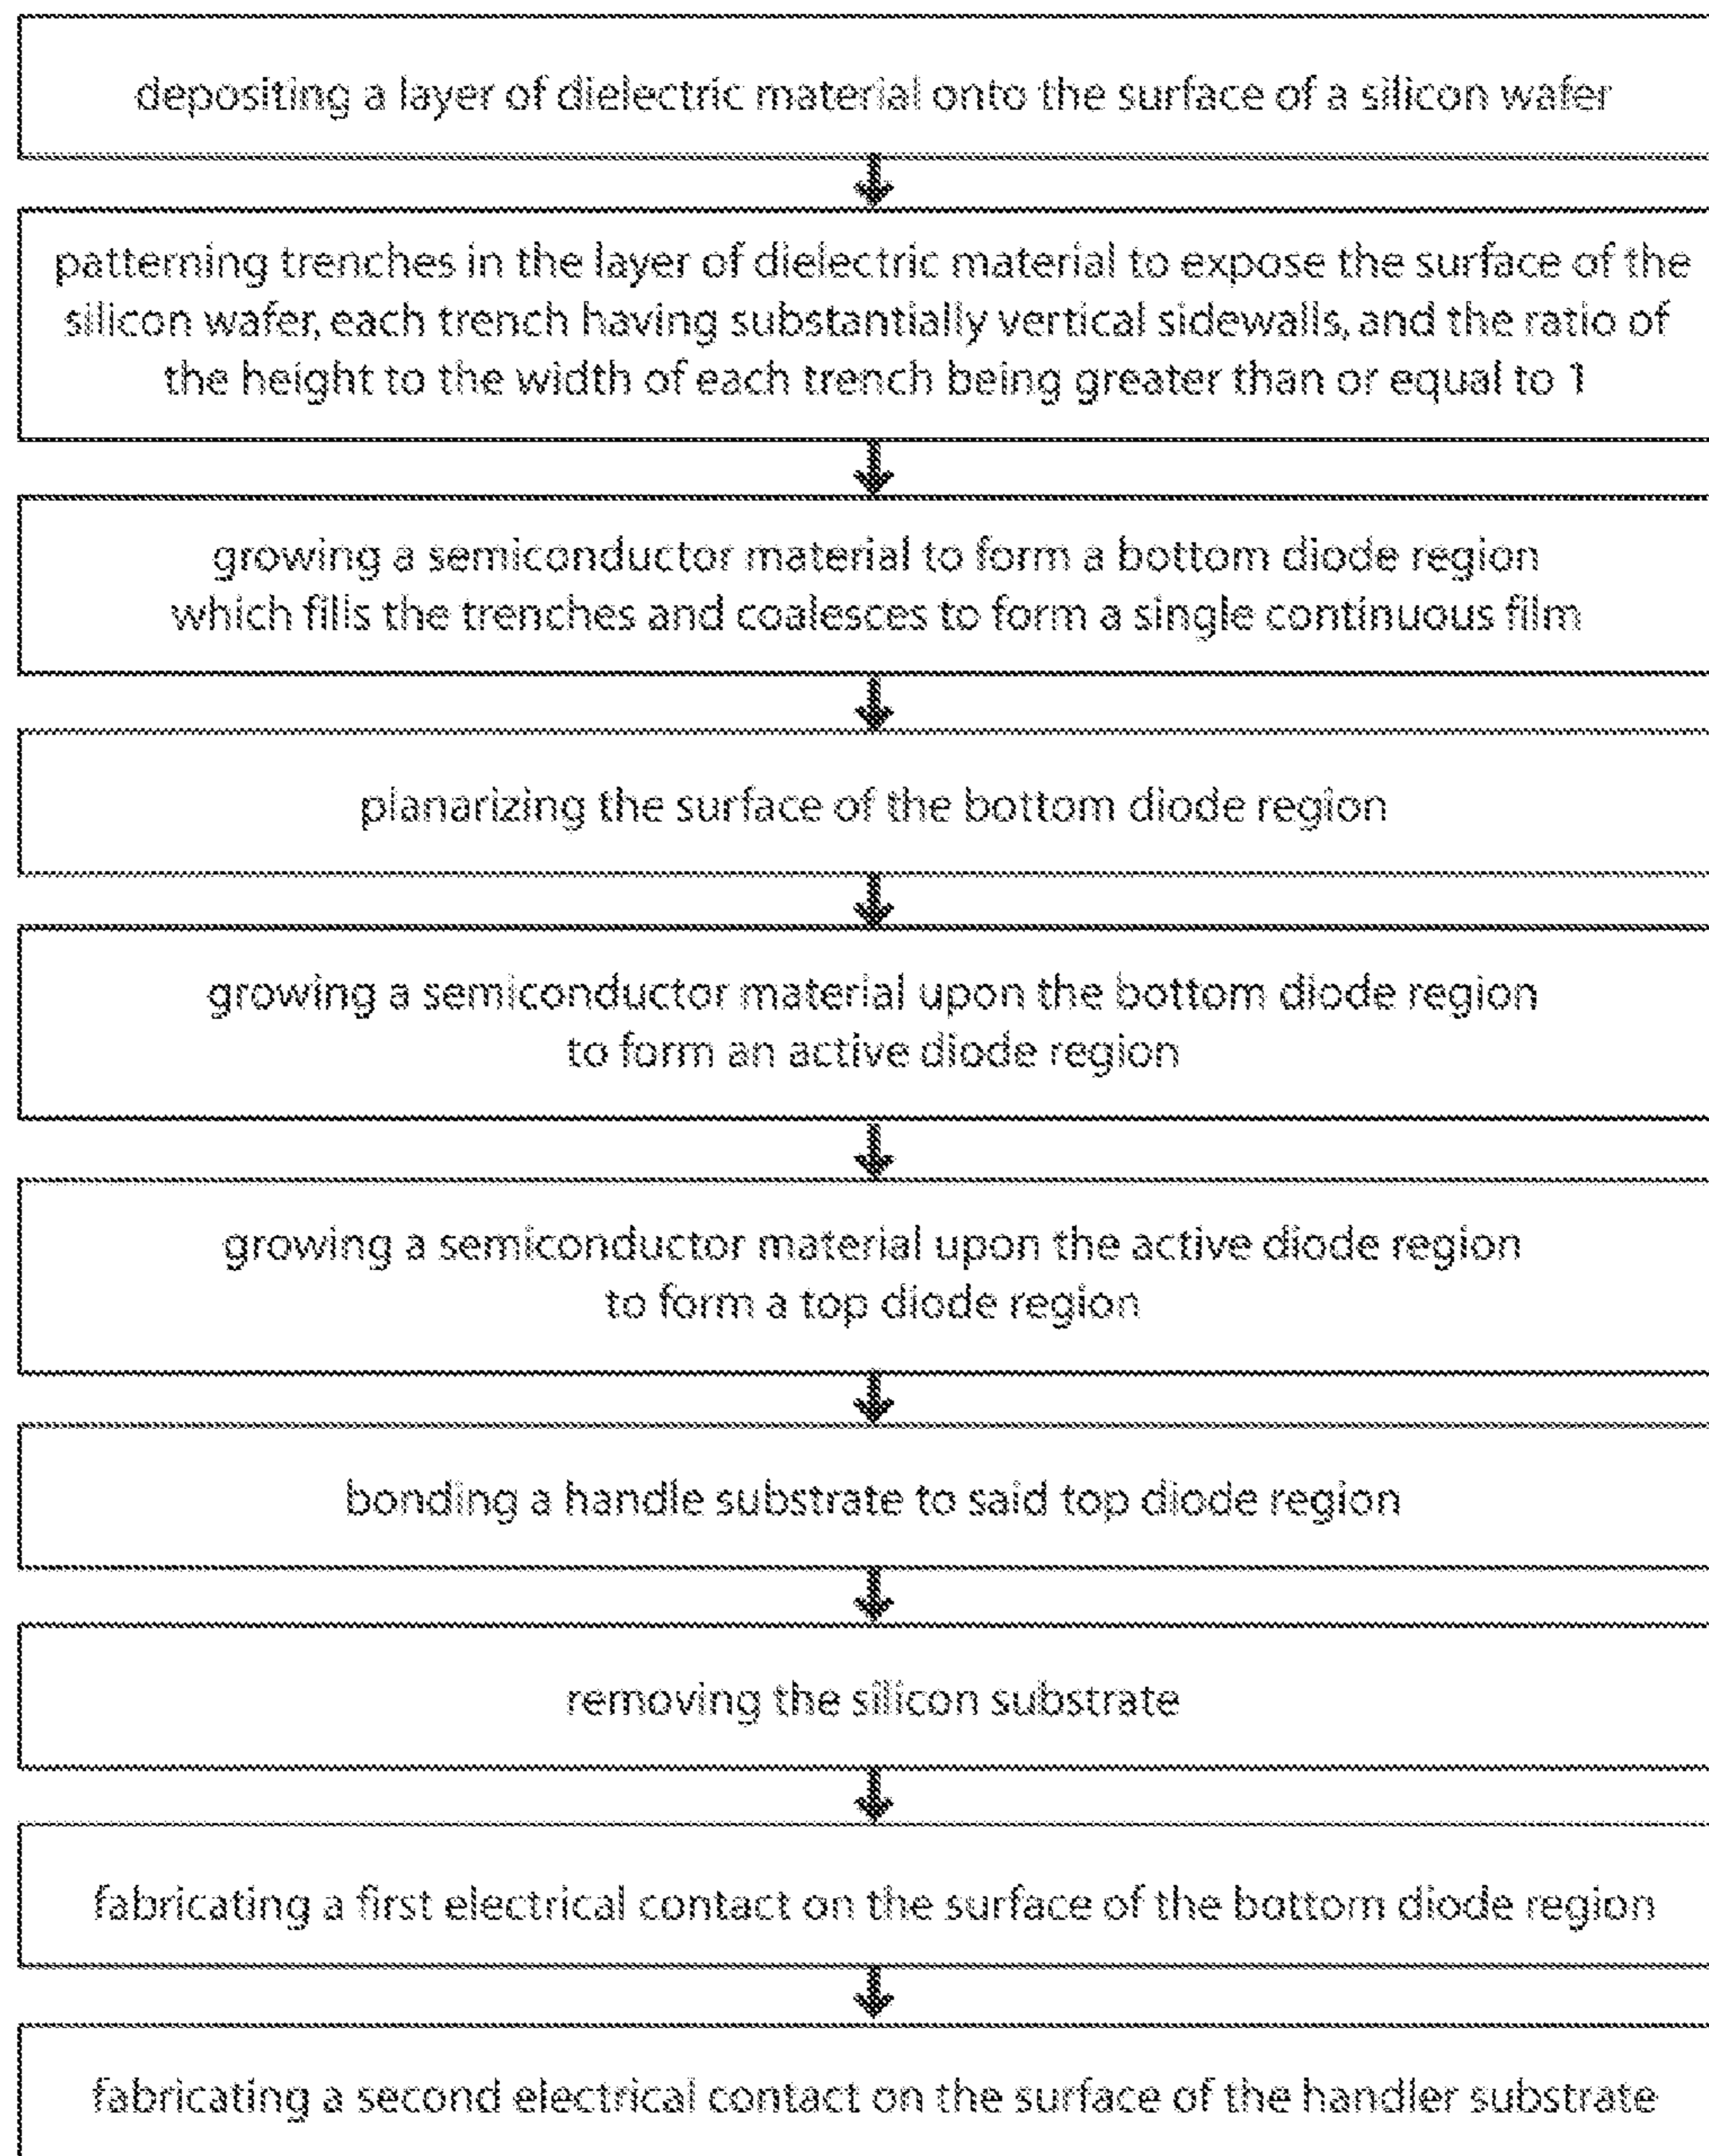 depositing a layer of dielectric material onto the surface of a silicon wafer
patterning trenches in the layer of dielectric material to expose the surface of the
silicon wafer, each trench having substantially vertical sidewalls, and the ratio of
the height to the width of each trench being greater than or equal to 1
growing a semiconductor material to form a bottom diode region
which fills the trenches and coalesces to form a single continuous film
planarizing the surface of the bottom diode region
growing a semiconductor material upon the bottom diode region
to form an active diode region
growing a semiconductor material upon the active diode region
to form a top diode region
bonding a handle substrate to said top diode region
removing the silicon substrate
fabricating a first electrical contact on the surface of the bottom diode region
fabricating a second electrical contact on the surface of the handler substrate